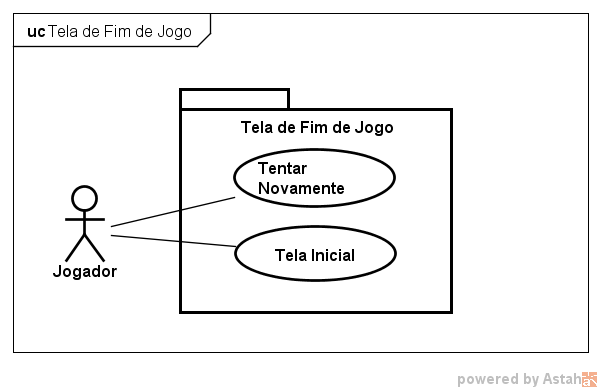 uc Tela de Fim de Jogo
Tela de Fim de Jogo
Tentar
Novamente
Tela Inicial
Jogador
powered by Astah